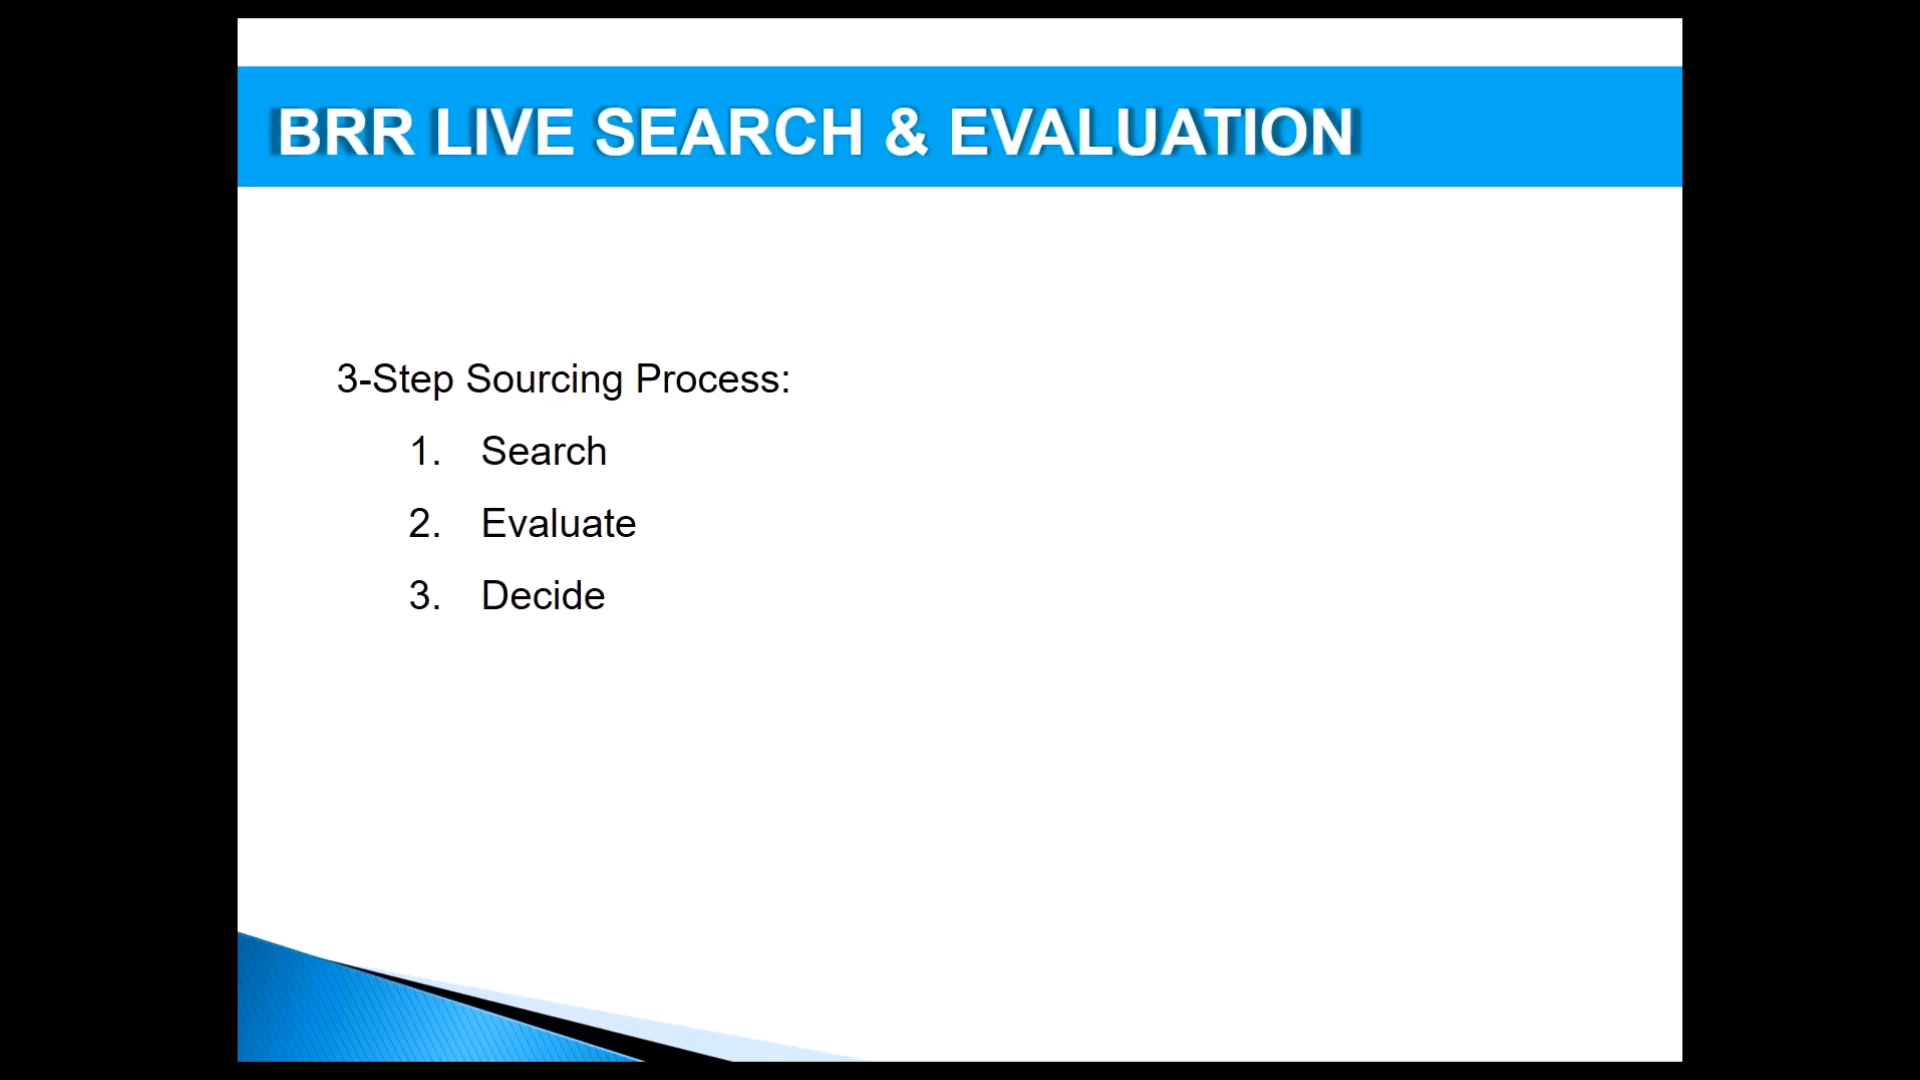 BRR LIVE SEARCH & EVALUATION
3-Step Sourcing Process:
1. Search
2. Evaluate
3. Decide